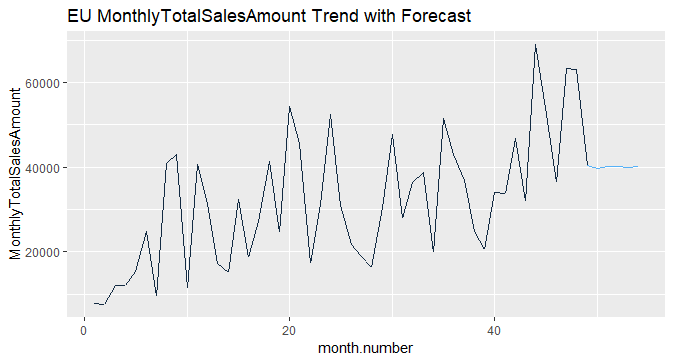 EU MonthlyTotalSalesAmount Trend with Forecast
MonthlyTotalSalesAmount
60000
40000
20000
0 20 40
month.number